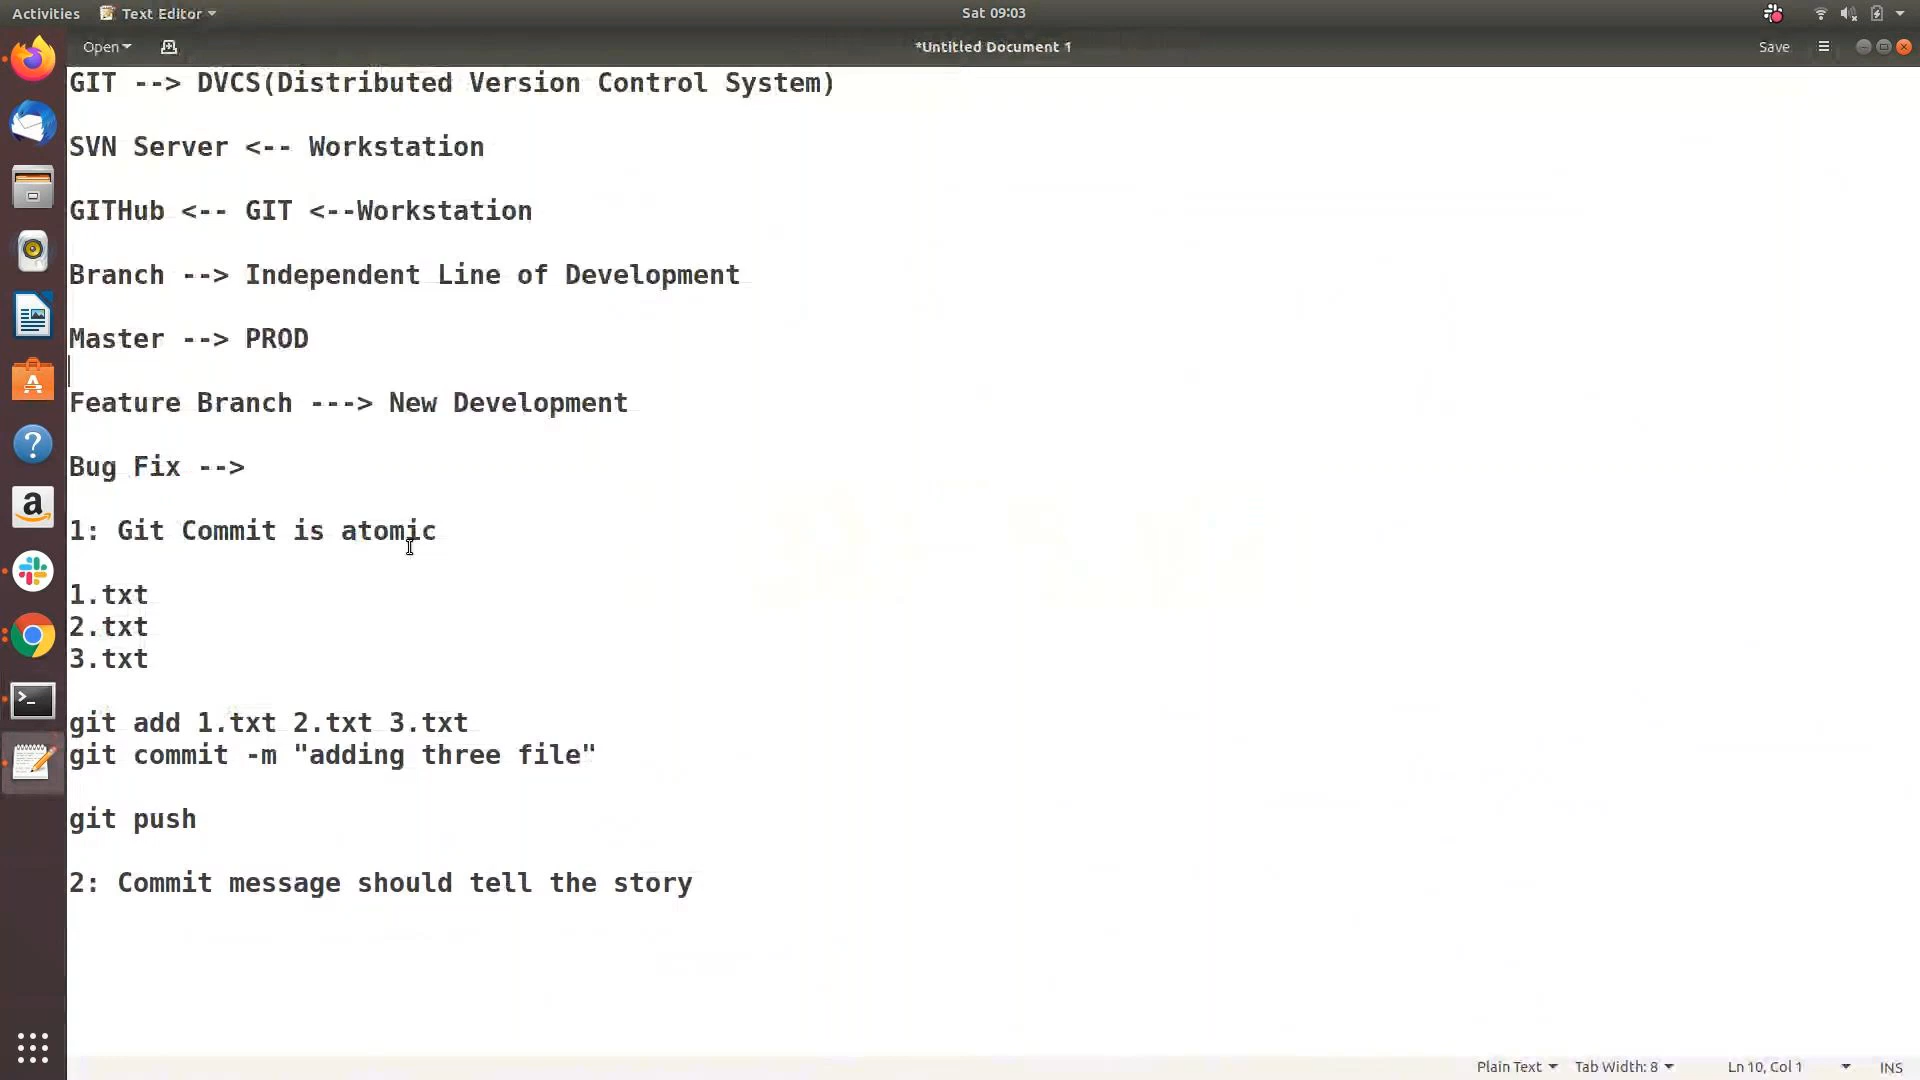 Activities Text Editor Sat 09:03
Open *Untitled Document 1 Save
GIT --> DVCS(Distributed Version Control System)
SVN Server <-- Workstation
GITHub <-- GIT <--Workstation
Branch --> Independent Line of Development
Master --> PROD
Feature Branch ---> New Development
Bug Fix -->
1: Git Commit is atomic
1.txt
2.txt
3.txt
git add 1.txt 2.txt 3.txt
git commit -m "adding three file"
git push
2: Commit message should tell the story
Plain Text Tab Width: 8 Ln 10, Col 1 INS